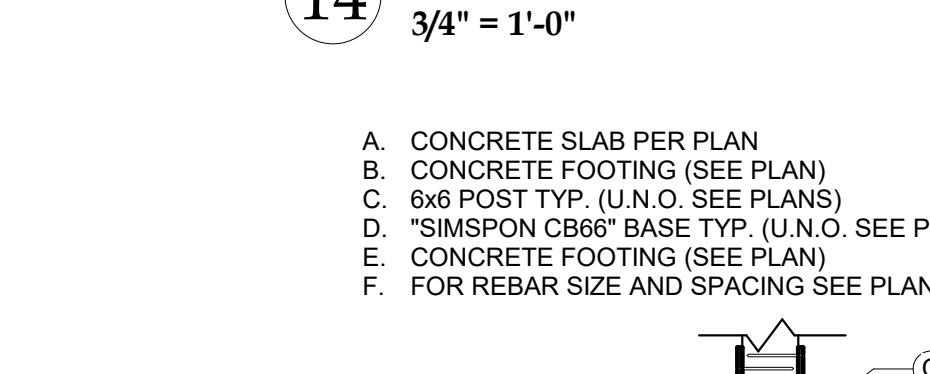 14
3/4" = 1'-0"
A. CONCRETE SLAB PER PLAN
B. CONCRETE FOOTING (SEE PLAN)
C. 6x6 POST TYP. (U.N.O. SEE PLANS)
D. "SIMSPON CB66" BASE TYP. (U.N.O. SEE P
E. CONCRETE FOOTING (SEE PLAN)
F. FOR REBAR SIZE AND SPACING SEE PLAN